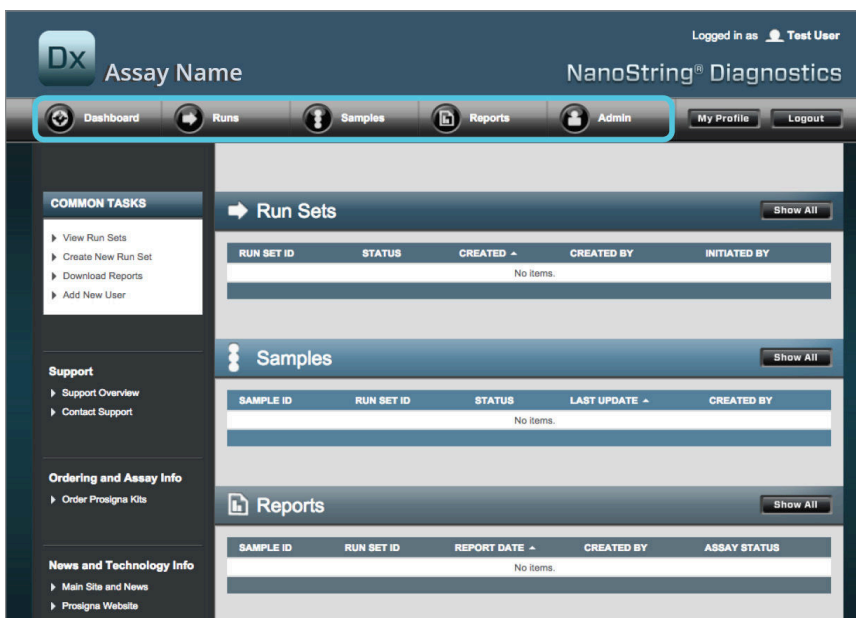 Logged in as Test User
Dx Assay Name
NanoString® Diagnostics
Dashboard Runs Samples Reports Admin My Profile Logout
COMMON TASKS
View Run Sets
Create New Run Set
Download Reports
Add New User
Support
Support Overview
Contact Support
Ordering and Assay Info
Order Prosigna Kits
News and Technology Info
Main Site and News
Prosigna Website
Run Sets Show All
RUN SET ID STATUS CREATED CREATED BY INITIATED BY
No items.
Samples Show All
SAMPLE ID RUN SET ID STATUS LAST UPDATE CREATED BY
No items.
Reports Show All
SAMPLE ID RUN SET ID REPORT DATE CREATED BY ASSAY STATUS
No items.